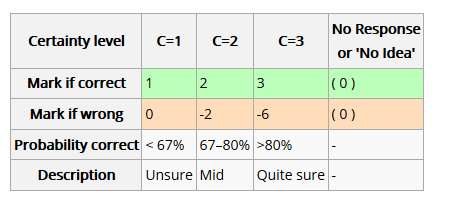 Certainty level C=1 C=2 C=3 No Response
or 'No Idea'
Mark if correct 1 2 3 ( 0 )
Mark if wrong 0 -2 -6 ( 0 )
Probability correct < 67% 67–80% >80% -
Description Unsure Mid Quite sure -